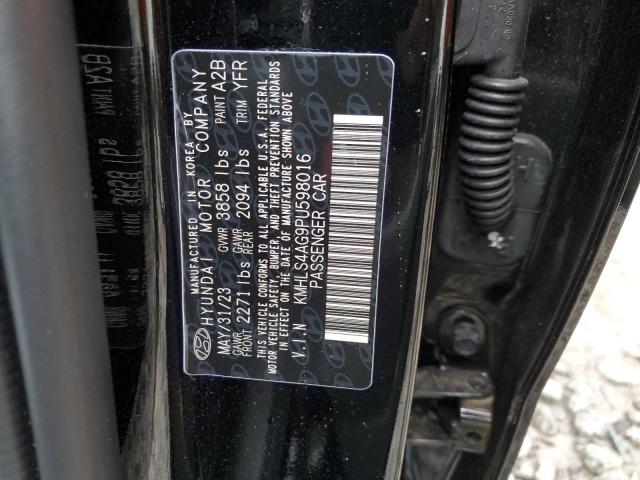 MANUFACTURED IN KOREA BY
HYUNDAI MOTOR COMPANY
MAY/31/23 GVWR 3858 lbs PAINT A2B
GAWR FRONT 2271 lbs GAWR REAR 2094 lbs TRIM YFR
THIS VEHICLE CONFORMS TO ALL APPLICABLE U.S.A. FEDERAL
MOTOR VEHICLE SAFETY, BUMPER, AND THEFT PREVENTION STANDARDS
IN EFFECT ON THE DATE OF MANUFACTURE SHOWN ABOVE
V.I.N KMHLS4AG9PU598016
PASSENGER CAR